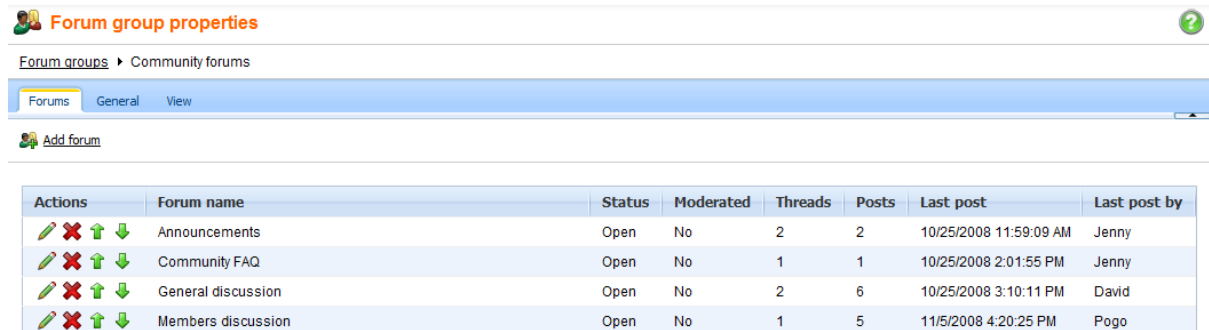 Forum group properties
Forum groups Community forums
Forums General View
Add forum
Actions Forum name Status Moderated Threads Posts Last post Last post by
Announcements Open No 2 2 10/25/2008 11:59:09 AM Jenny
Community FAQ Open No 1 1 10/25/2008 2:01:55 PM Jenny
General discussion Open No 2 6 10/25/2008 3:10:11 PM David
Members discussion Open No 1 5 11/5/2008 4:20:25 PM Pogo